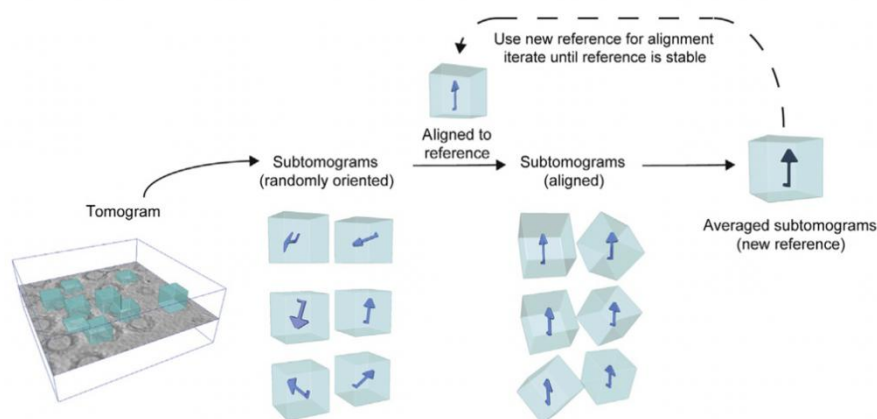 Use new reference for alignment
iterate until reference is stable
Aligned to
reference
Subtomograms
(randomly oriented)
Subtomograms
(aligned)
Tomogram
Averaged subtomograms
(new reference)